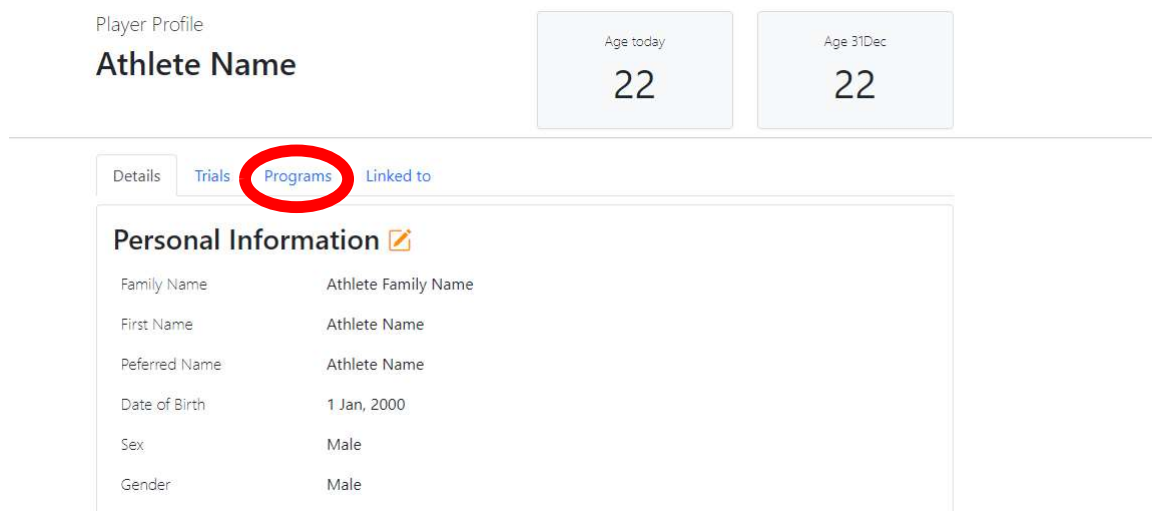 Player Profile
Athlete Name
Age today
22
Age 31Dec
22
Details Trials Programs Linked to
Personal Information
Family Name Athlete Family Name
First Name Athlete Name
Peferred Name Athlete Name
Date of Birth 1 Jan, 2000
Sex Male
Gender Male